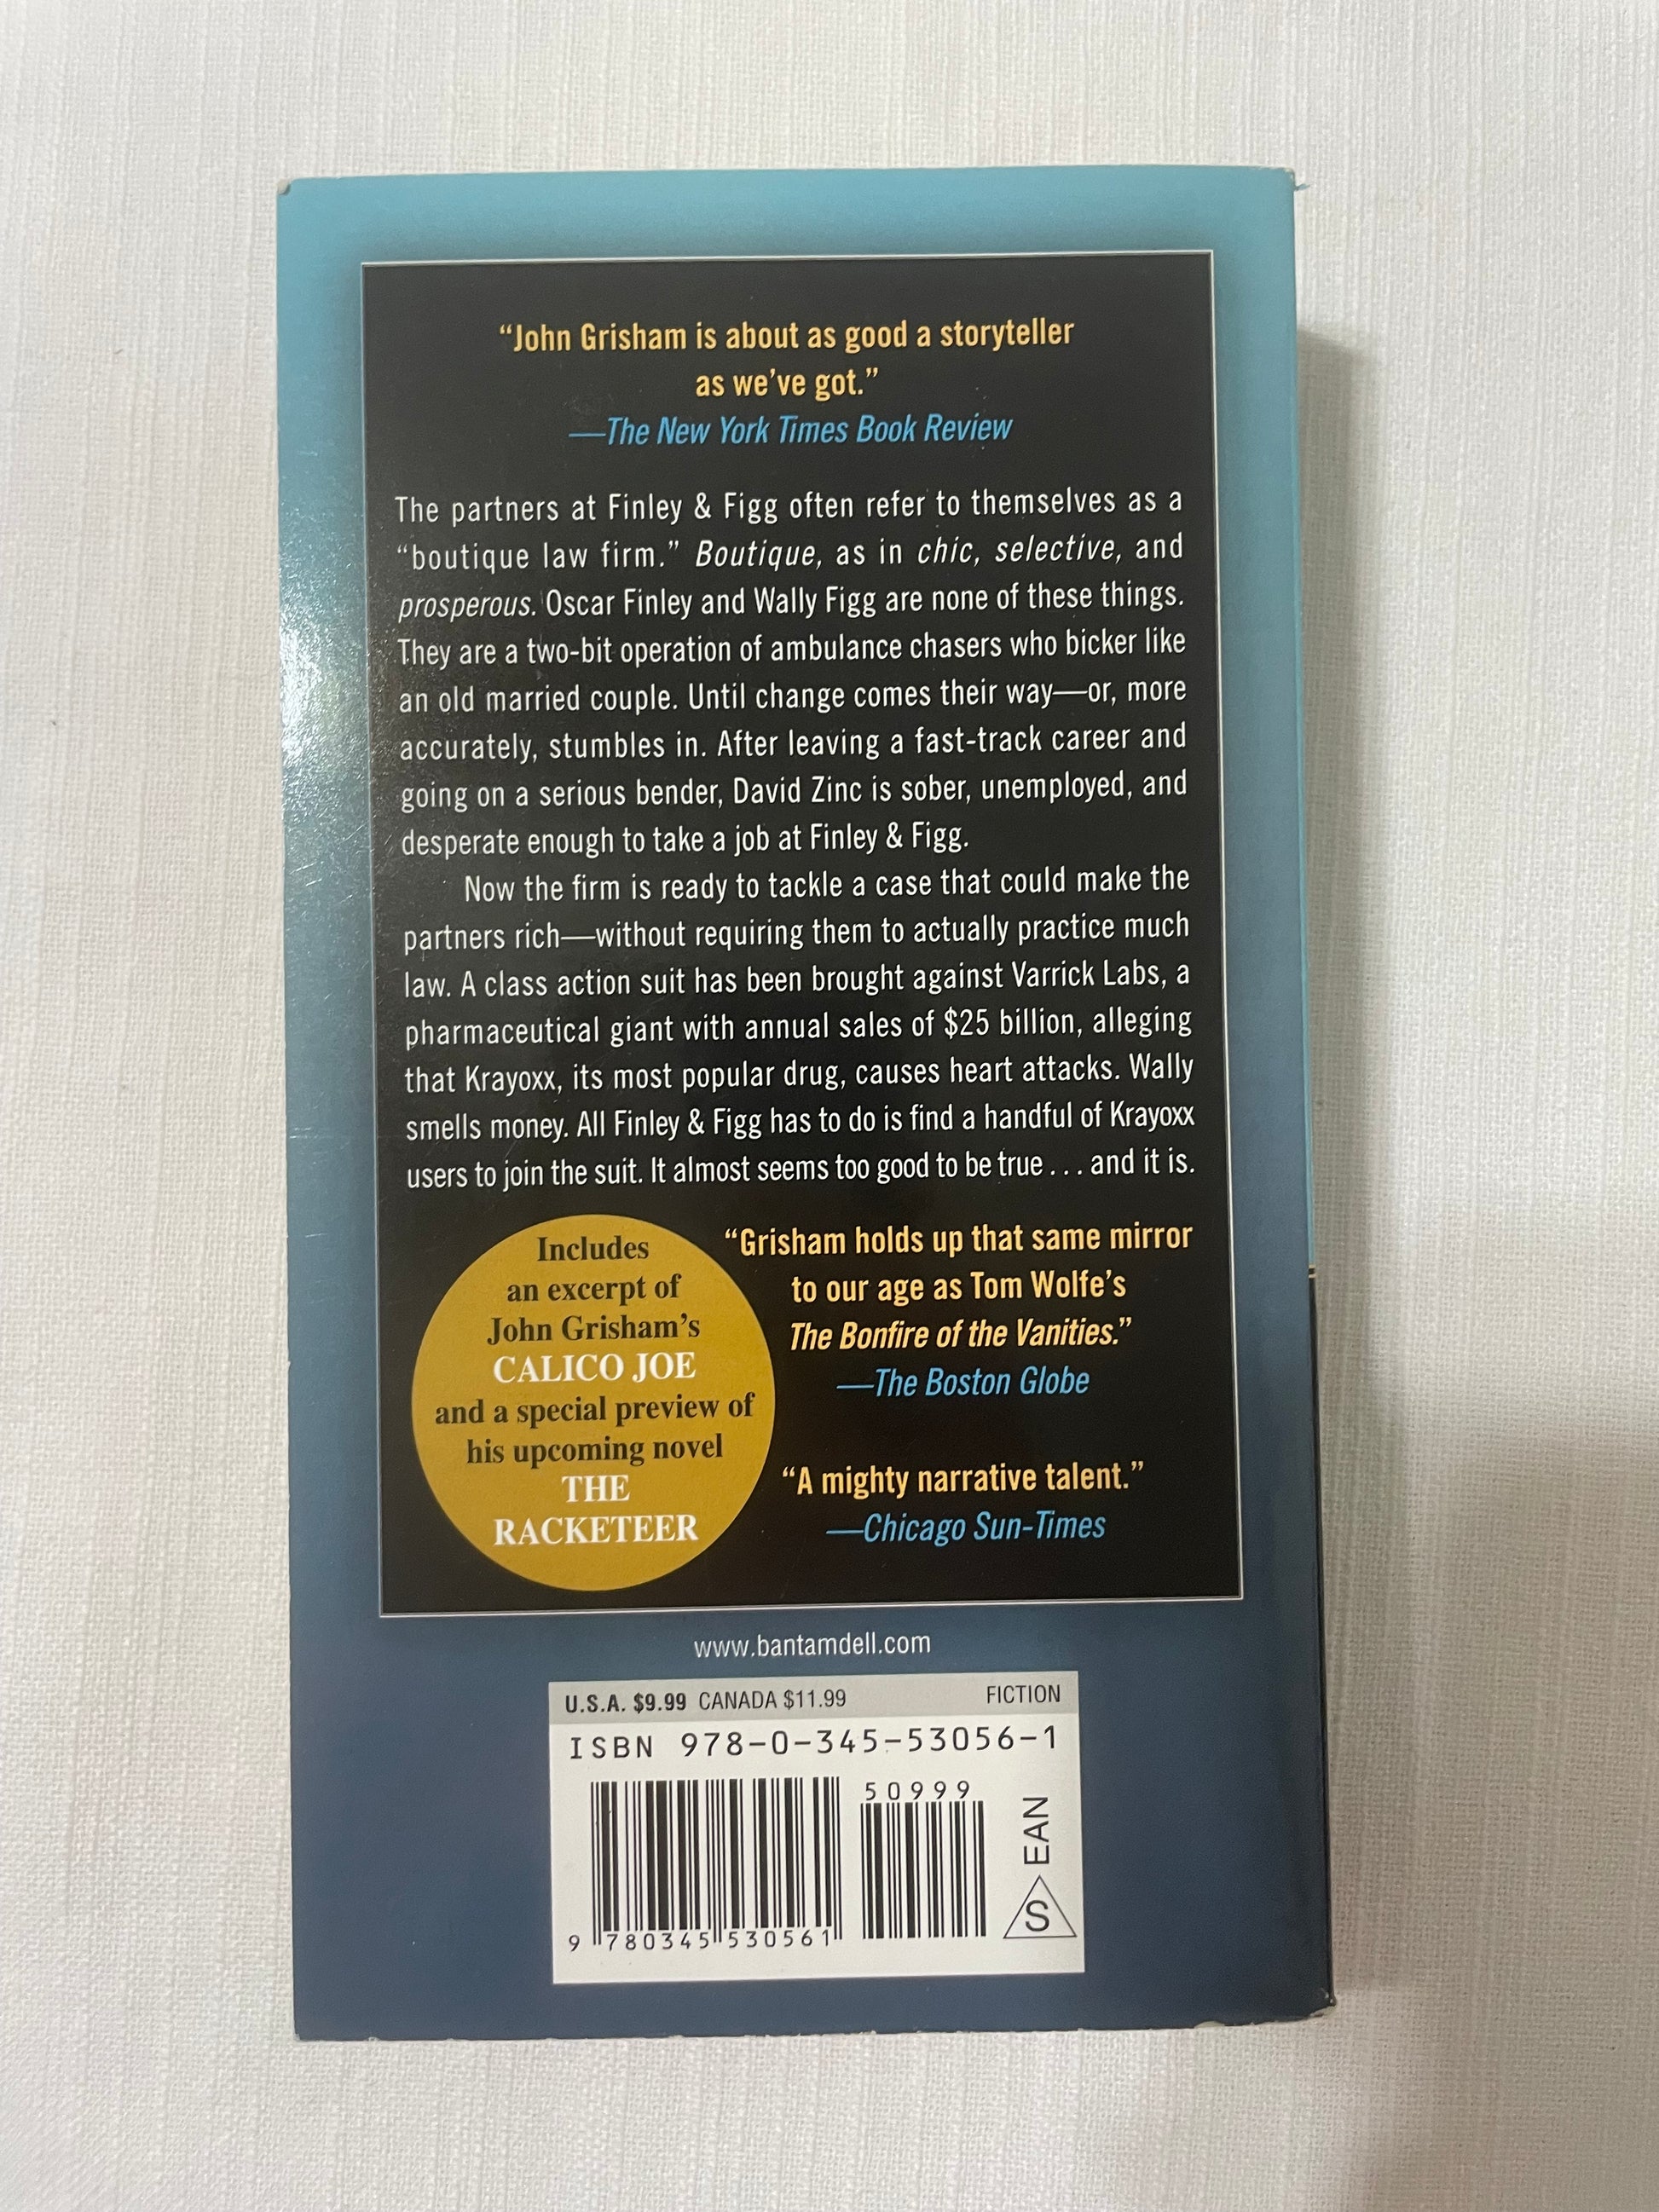 “John Grisham is about as good a storyteller
as we’ve got.”
—The New York Times Book Review
The partners at Finley & Figg often refer to themselves as a
“boutique law firm.” Boutique, as in chic, selective, and
prosperous. Oscar Finley and Wally Figg are none of these things.
They are a two-bit operation of ambulance chasers who bicker like
an old married couple. Until change comes their way—or, more
accurately, stumbles in. After leaving a fast-track career and
going on a serious bender, David Zinc is sober, unemployed, and
desperate enough to take a job at Finley & Figg.
Now the firm is ready to tackle a case that could make the
partners rich—without requiring them to actually practice much
law. A class action suit has been brought against Varrick Labs, a
pharmaceutical giant with annual sales of $25 billion, alleging
that Krayoxx, its most popular drug, causes heart attacks. Wally
smells money. All Finley & Figg has to do is find a handful of Krayoxx
users to join the suit. It almost seems too good to be true . . . and it is.
Includes
an excerpt of
John Grisham’s
CALICO JOE
and a special preview of
his upcoming novel
THE
RACKETEER
“Grisham holds up that same mirror
to our age as Tom Wolfe’s
The Bonfire of the Vanities.”
—The Boston Globe
“A mighty narrative talent.”
—Chicago Sun-Times
www.bantamdell.com
U.S.A. $9.99 CANADA $11.99 FICTION
ISBN 978-0-345-53056-1
50999
9 780345 530561
S EAN